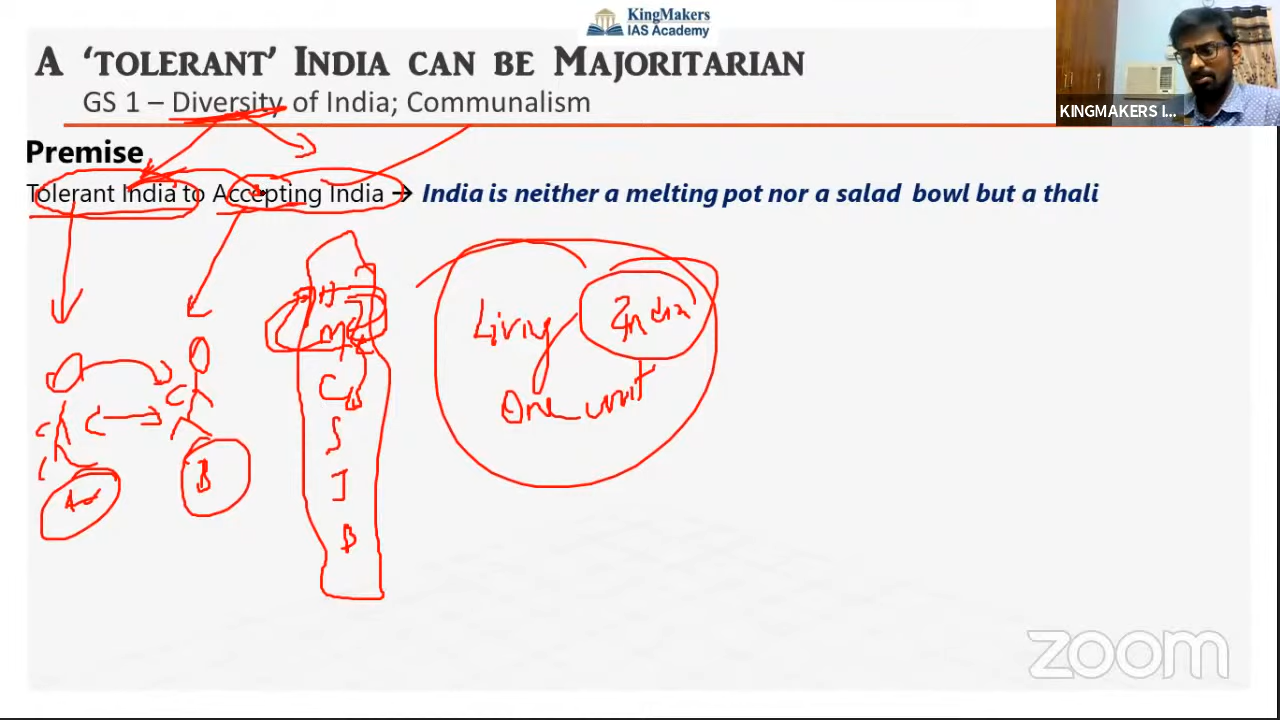 KingMakers
IAS Academy
A ‘TOLERANT’ INDIA CAN BE MAJORITARIAN
GS 1 – Diversity of India; Communalism
KINGMAKERS I...
Premise
Tolerant India to Accepting India → India is neither a melting pot nor a salad bowl but a thali
H
M
C
S
J
B
Living India
One unit
A
B
zoom